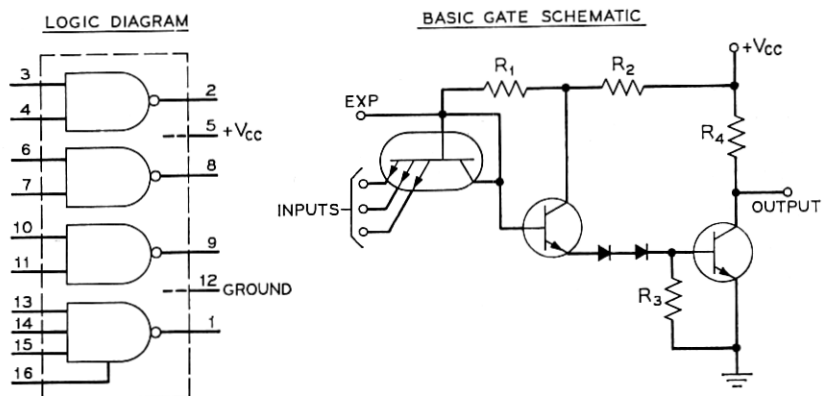 LOGIC DIAGRAM
3
4
2
5 +VCC
6
7
8
10
11
9
12 GROUND
13
14
15
16
1
BASIC GATE SCHEMATIC
+VCC
R1
R2
EXP
R4
INPUTS
OUTPUT
R3